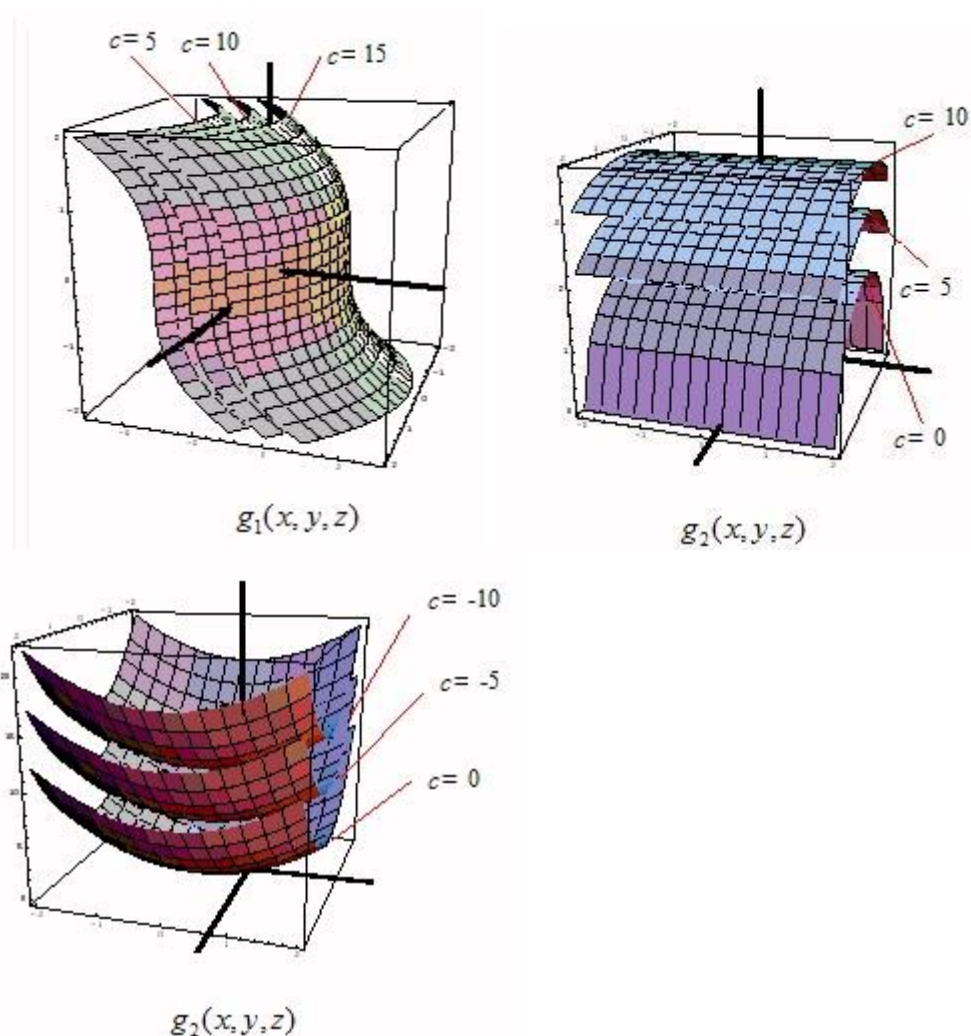 c= 5 c= 10 c= 15
g₁(x, y, z)
c= 10
c= 5
c= 0
g₂(x, y, z)
c= -10
c= -5
c= 0
g₂(x, y, z)